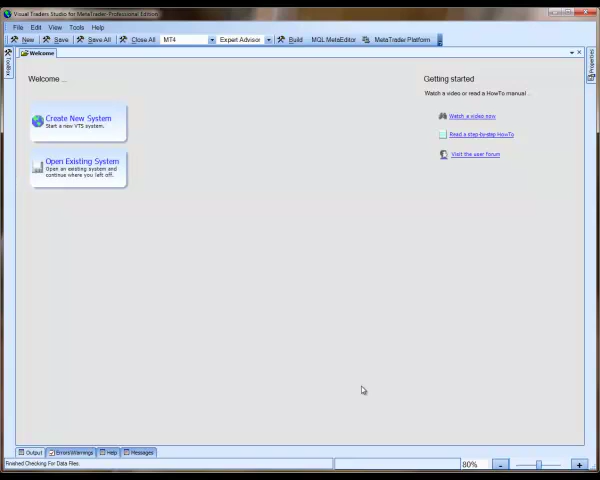 Visual Traders Studio for MetaTrader-Professional Edition
File Edit View Tools Help
New Save Save All Close All MT4 Expert Advisor Build MQL MetaEditor MetaTrader Platform
Welcome
ToolBox
Properties
Welcome ...
Getting started
Watch a video or read a HowTo manual ...
Create New System
Start a new VTS system.
Watch a video now
Read a step-by-step HowTo
Visit the user forum
Open Existing System
Open an existing system and
continue where you left off.
Output Errors\Warnings Help Messages
Finished Checking For Data Files.
80% - +